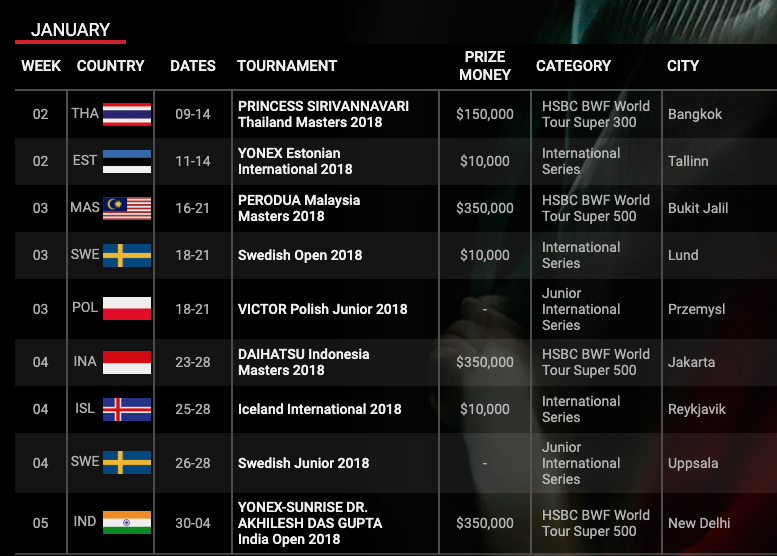 JANUARY
WEEK COUNTRY DATES TOURNAMENT PRIZE MONEY CATEGORY CITY
02 THA 09-14 PRINCESS SIRIVANNAVARI Thailand Masters 2018 $150,000 HSBC BWF World Tour Super 300 Bangkok
02 EST 11-14 YONEX Estonian International 2018 $10,000 International Series Tallinn
03 MAS 16-21 PERODUA Malaysia Masters 2018 $350,000 HSBC BWF World Tour Super 500 Bukit Jalil
03 SWE 18-21 Swedish Open 2018 $10,000 International Series Lund
03 POL 18-21 VICTOR Polish Junior 2018 - Junior International Series Przemysl
04 INA 23-28 DAIHATSU Indonesia Masters 2018 $350,000 HSBC BWF World Tour Super 500 Jakarta
04 ISL 25-28 Iceland International 2018 $10,000 International Series Reykjavik
04 SWE 26-28 Swedish Junior 2018 - Junior International Series Uppsala
05 IND 30-04 YONEX-SUNRISE DR. AKHILESH DAS GUPTA India Open 2018 $350,000 HSBC BWF World Tour Super 500 New Delhi